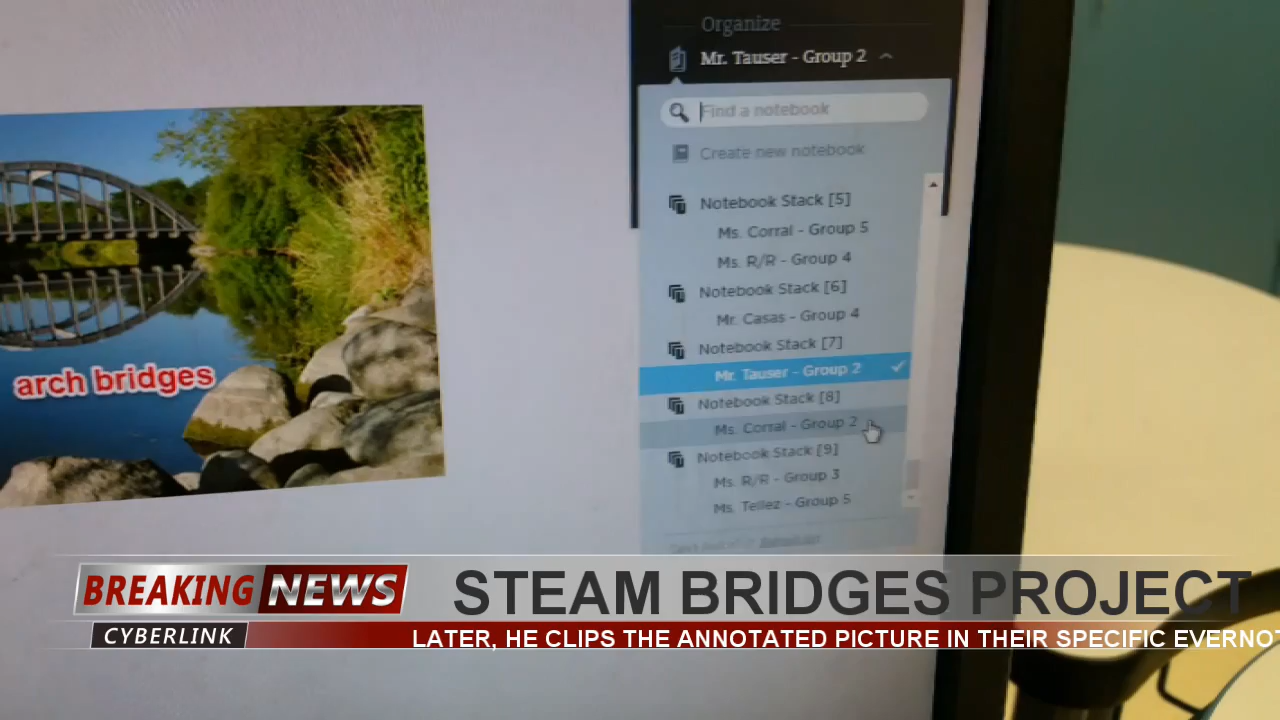 Organize
Mr. Tauser - Group 2
Find a notebook
Create new notebook
Notebook Stack [5]
Ms. Corral - Group 5
Ms. R/R - Group 4
Notebook Stack [6]
Mr. Casas - Group 4
Notebook Stack [7]
Mr. Tauser - Group 2
Notebook Stack [8]
Ms. Corral - Group 2
Notebook Stack [9]
Ms. R/R - Group 3
Ms. Tellez - Group 5
arch bridges
BREAKING NEWS
STEAM BRIDGES PROJECT
CYBERLINK
LATER, HE CLIPS THE ANNOTATED PICTURE IN THEIR SPECIFIC EVERNOT